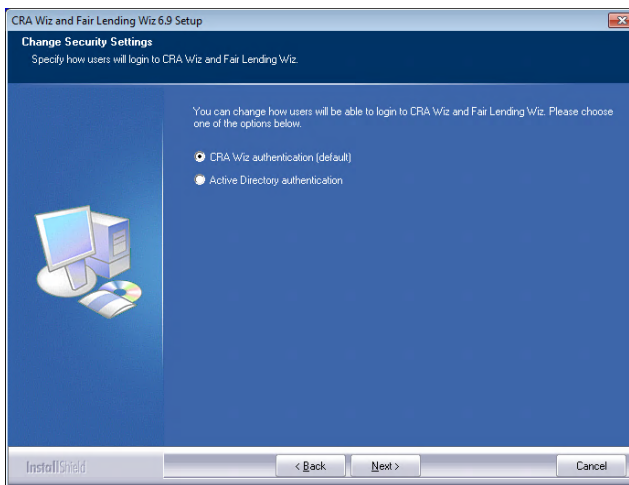 CRA Wiz and Fair Lending Wiz 6.9 Setup
Change Security Settings
Specify how users will login to CRA Wiz and Fair Lending Wiz.
You can change how users will be able to login to CRA Wiz and Fair Lending Wiz. Please choose
one of the options below.
CRA Wiz authentication (default)
Active Directory authentication
InstallShield
< Back
Next >
Cancel